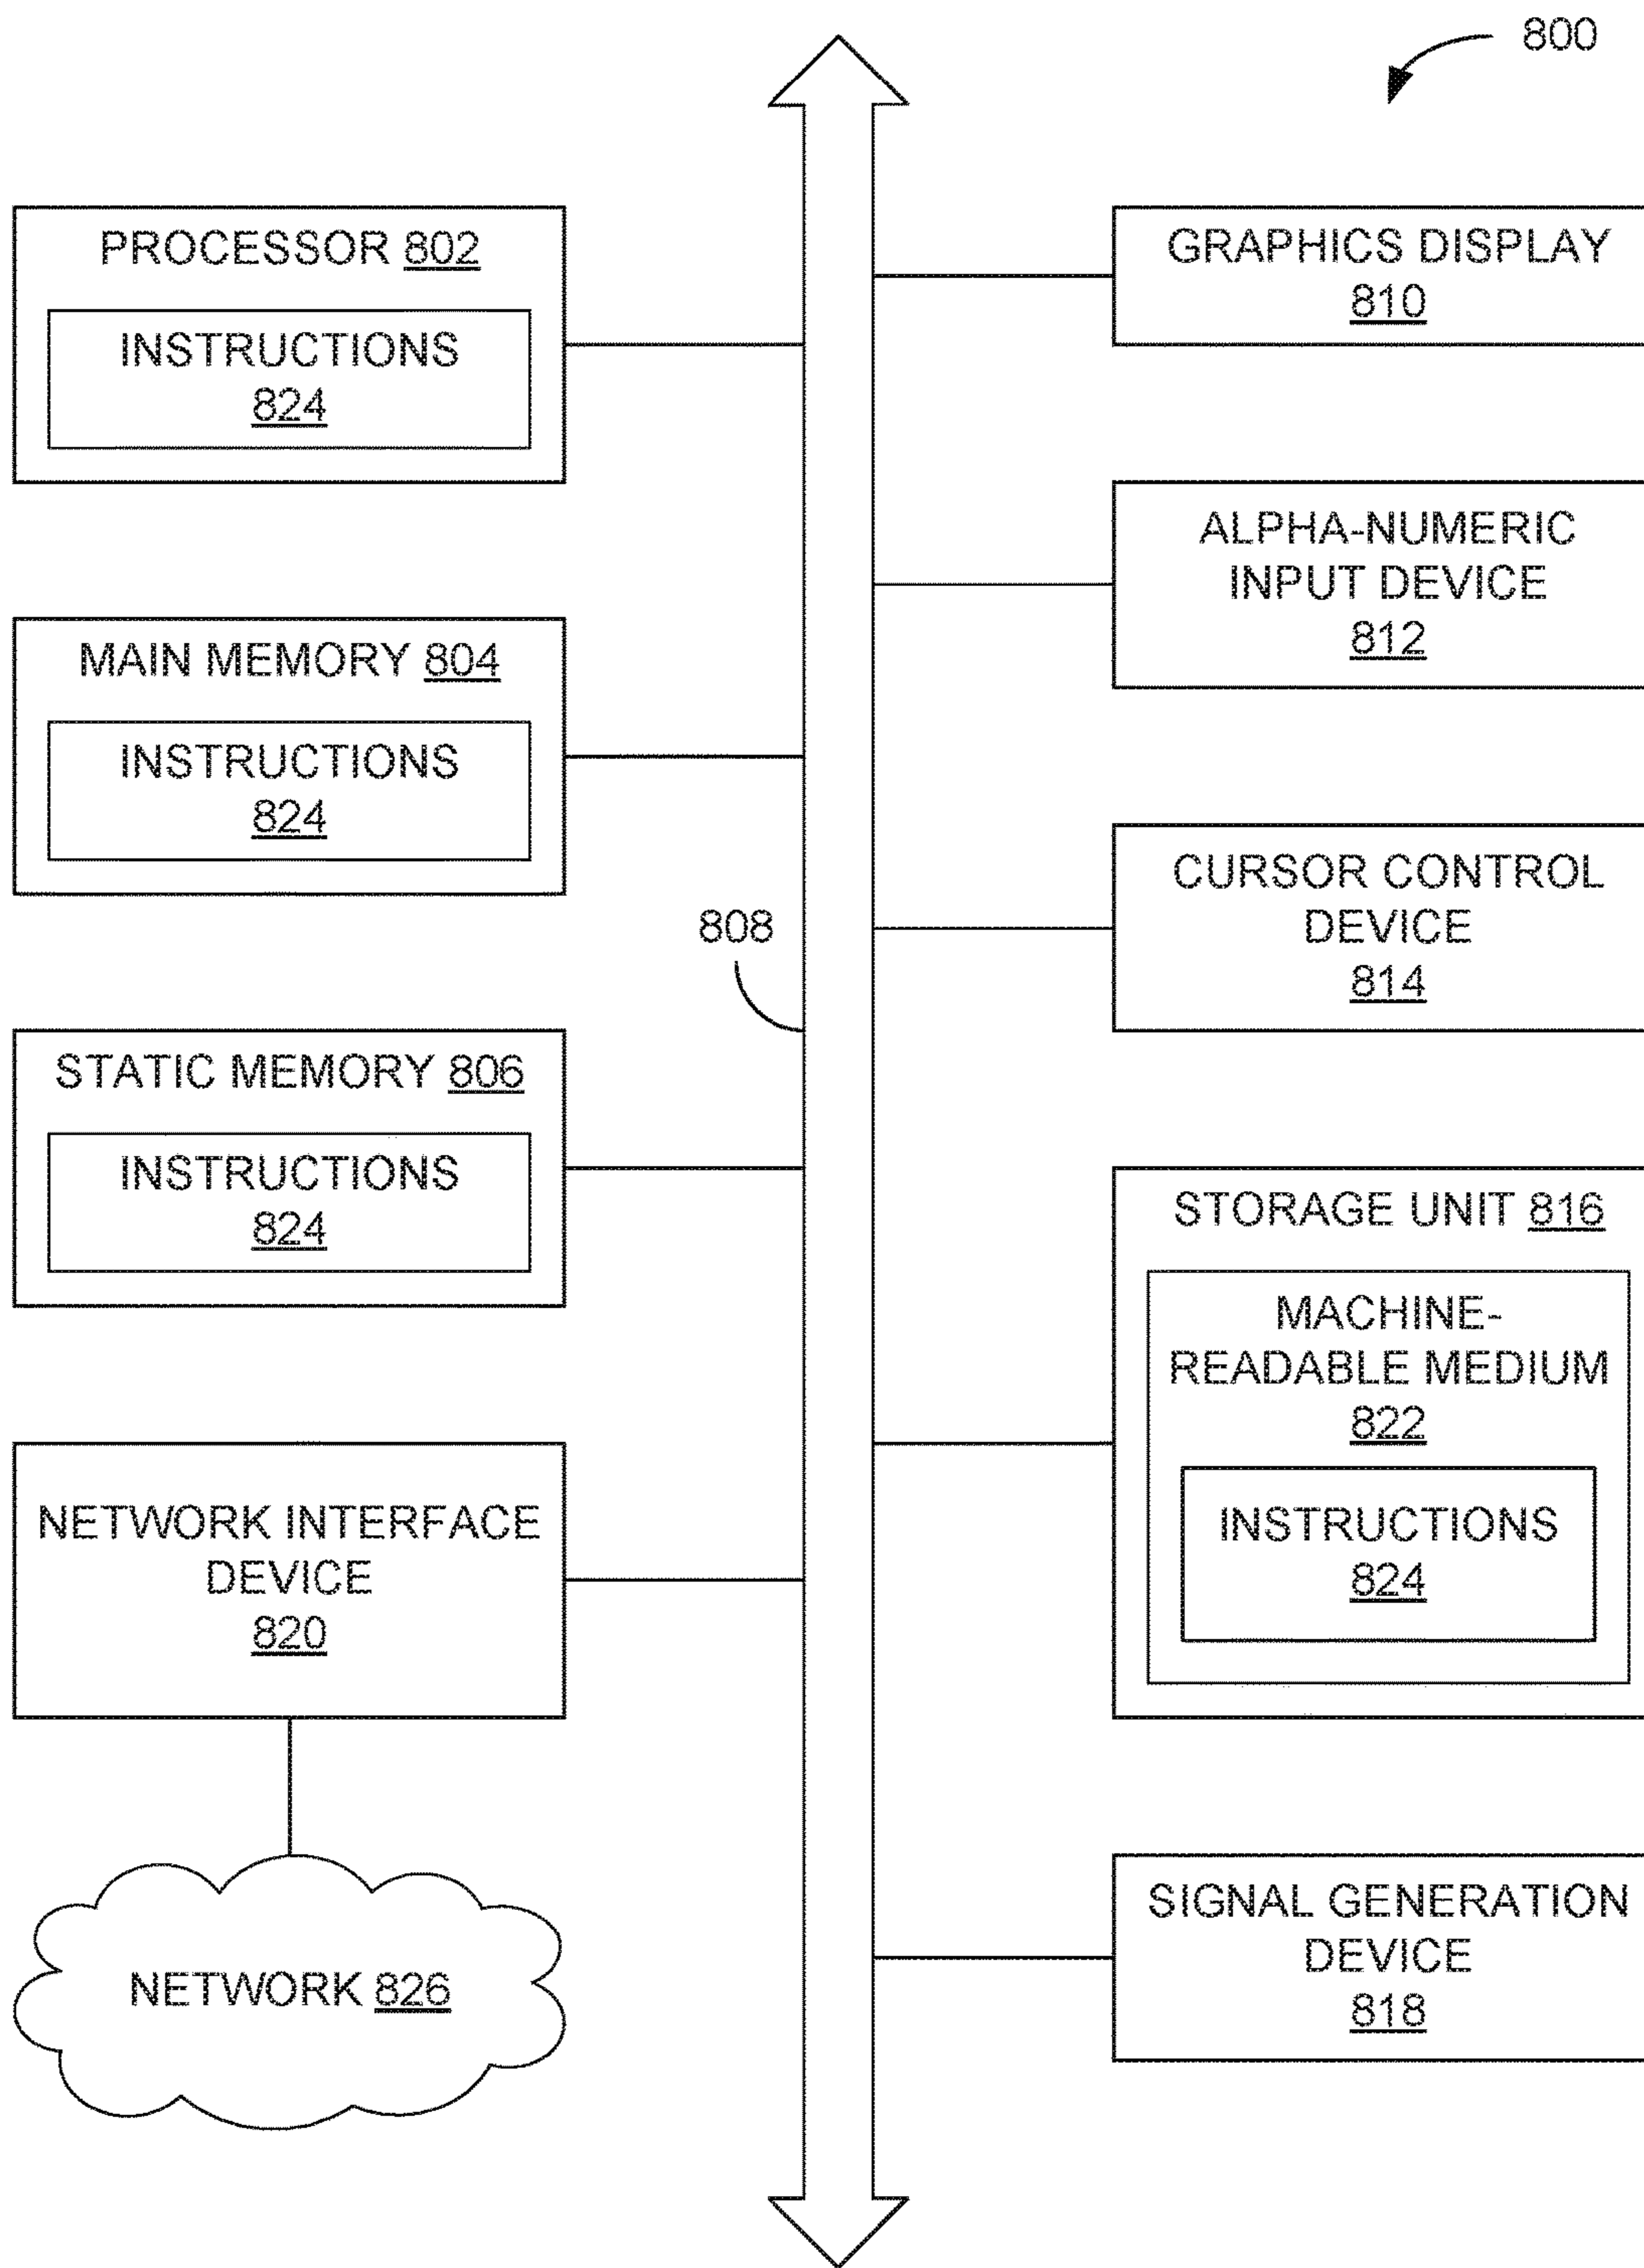 800
PROCESSOR 802
INSTRUCTIONS
824
MAIN MEMORY 804
INSTRUCTIONS
824
808
STATIC MEMORY 806
INSTRUCTIONS
824
NETWORK INTERFACE
DEVICE
820
NETWORK 826
GRAPHICS DISPLAY
810
ALPHA-NUMERIC
INPUT DEVICE
812
CURSOR CONTROL
DEVICE
814
STORAGE UNIT 816
MACHINE-
READABLE MEDIUM
822
INSTRUCTIONS
824
SIGNAL GENERATION
DEVICE
818